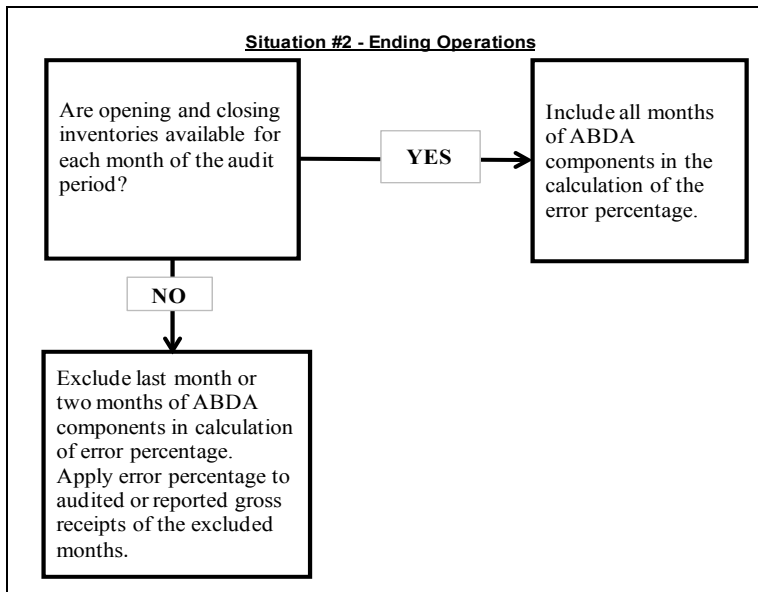 Situation #2 - Ending Operations
Are opening and closing
inventories available for
each month of the audit
period?
YES
Include all months
of ABDA
components in the
calculation of the
error percentage.
NO
Exclude last month or
two months of ABDA
components in calculation
of error percentage.
Apply error percentage to
audited or reported gross
receipts of the excluded
months.